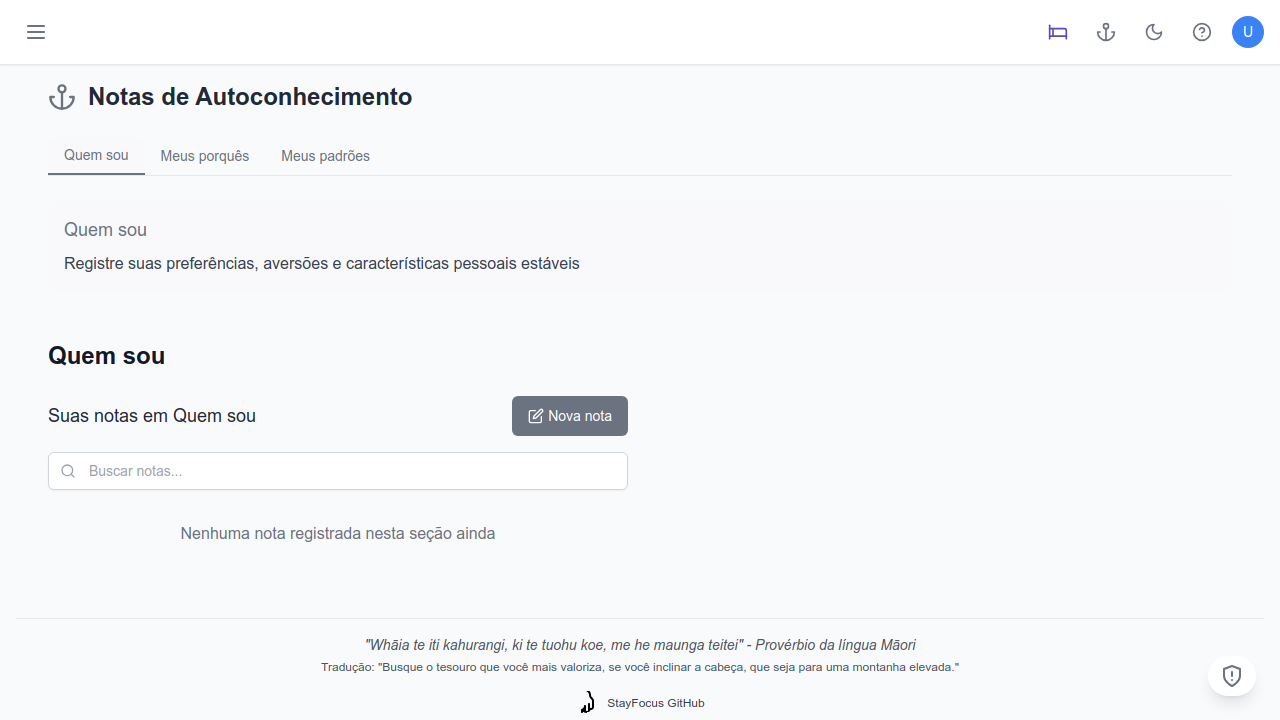 U
Notas de Autoconhecimento
Quem sou
Meus porquês
Meus padrões
Quem sou
Registre suas preferências, aversões e características pessoais estáveis
Quem sou
Suas notas em Quem sou
Nova nota
Buscar notas...
Nenhuma nota registrada nesta seção ainda
"Whāia te iti kahurangi, ki te tuohu koe, me he maunga teitei" - Provérbio da língua Māori
Tradução: "Busque o tesouro que você mais valoriza, se você inclinar a cabeça, que seja para uma montanha elevada."
StayFocus GitHub